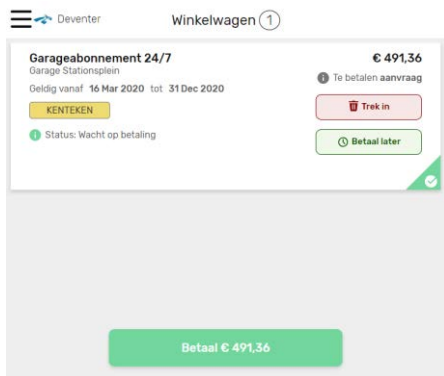 Deventer
Winkelwagen 1
Garageabonnement 24/7
€ 491,36
Garage Stationsplein
Te betalen aanvraag
Geldig vanaf 16 Mar 2020 tot 31 Dec 2020
Trek in
KENTEKEN
Status: Wacht op betaling
Betaal later
Betaal € 491,36